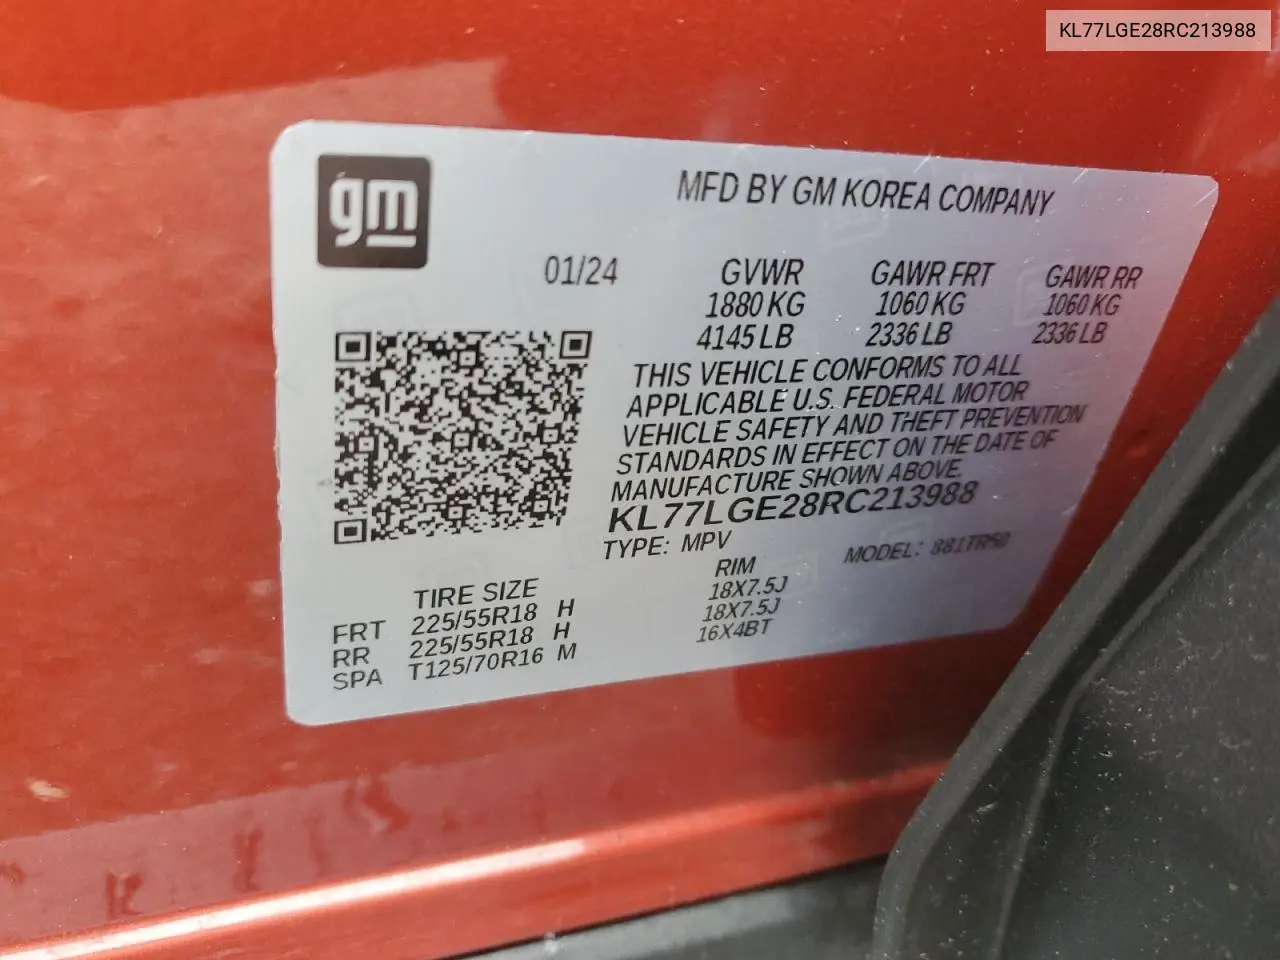 KL77LGE28RC213988
gm
MFD BY GM KOREA COMPANY
01/24
GVWR GAWR FRT GAWR RR
1880 KG 1060 KG 1060 KG
4145 LB 2336 LB 2336 LB
THIS VEHICLE CONFORMS TO ALL
APPLICABLE U.S. FEDERAL MOTOR
VEHICLE SAFETY AND THEFT PREVENTION
STANDARDS IN EFFECT ON THE DATE OF
MANUFACTURE SHOWN ABOVE.
KL77LGE28RC213988
TYPE: MPV MODEL:
TIRE SIZE RIM
FRT 225/55R18 H 18X7.5J
RR 225/55R18 H 18X7.5J
SPA T125/70R16 M 16X4BT